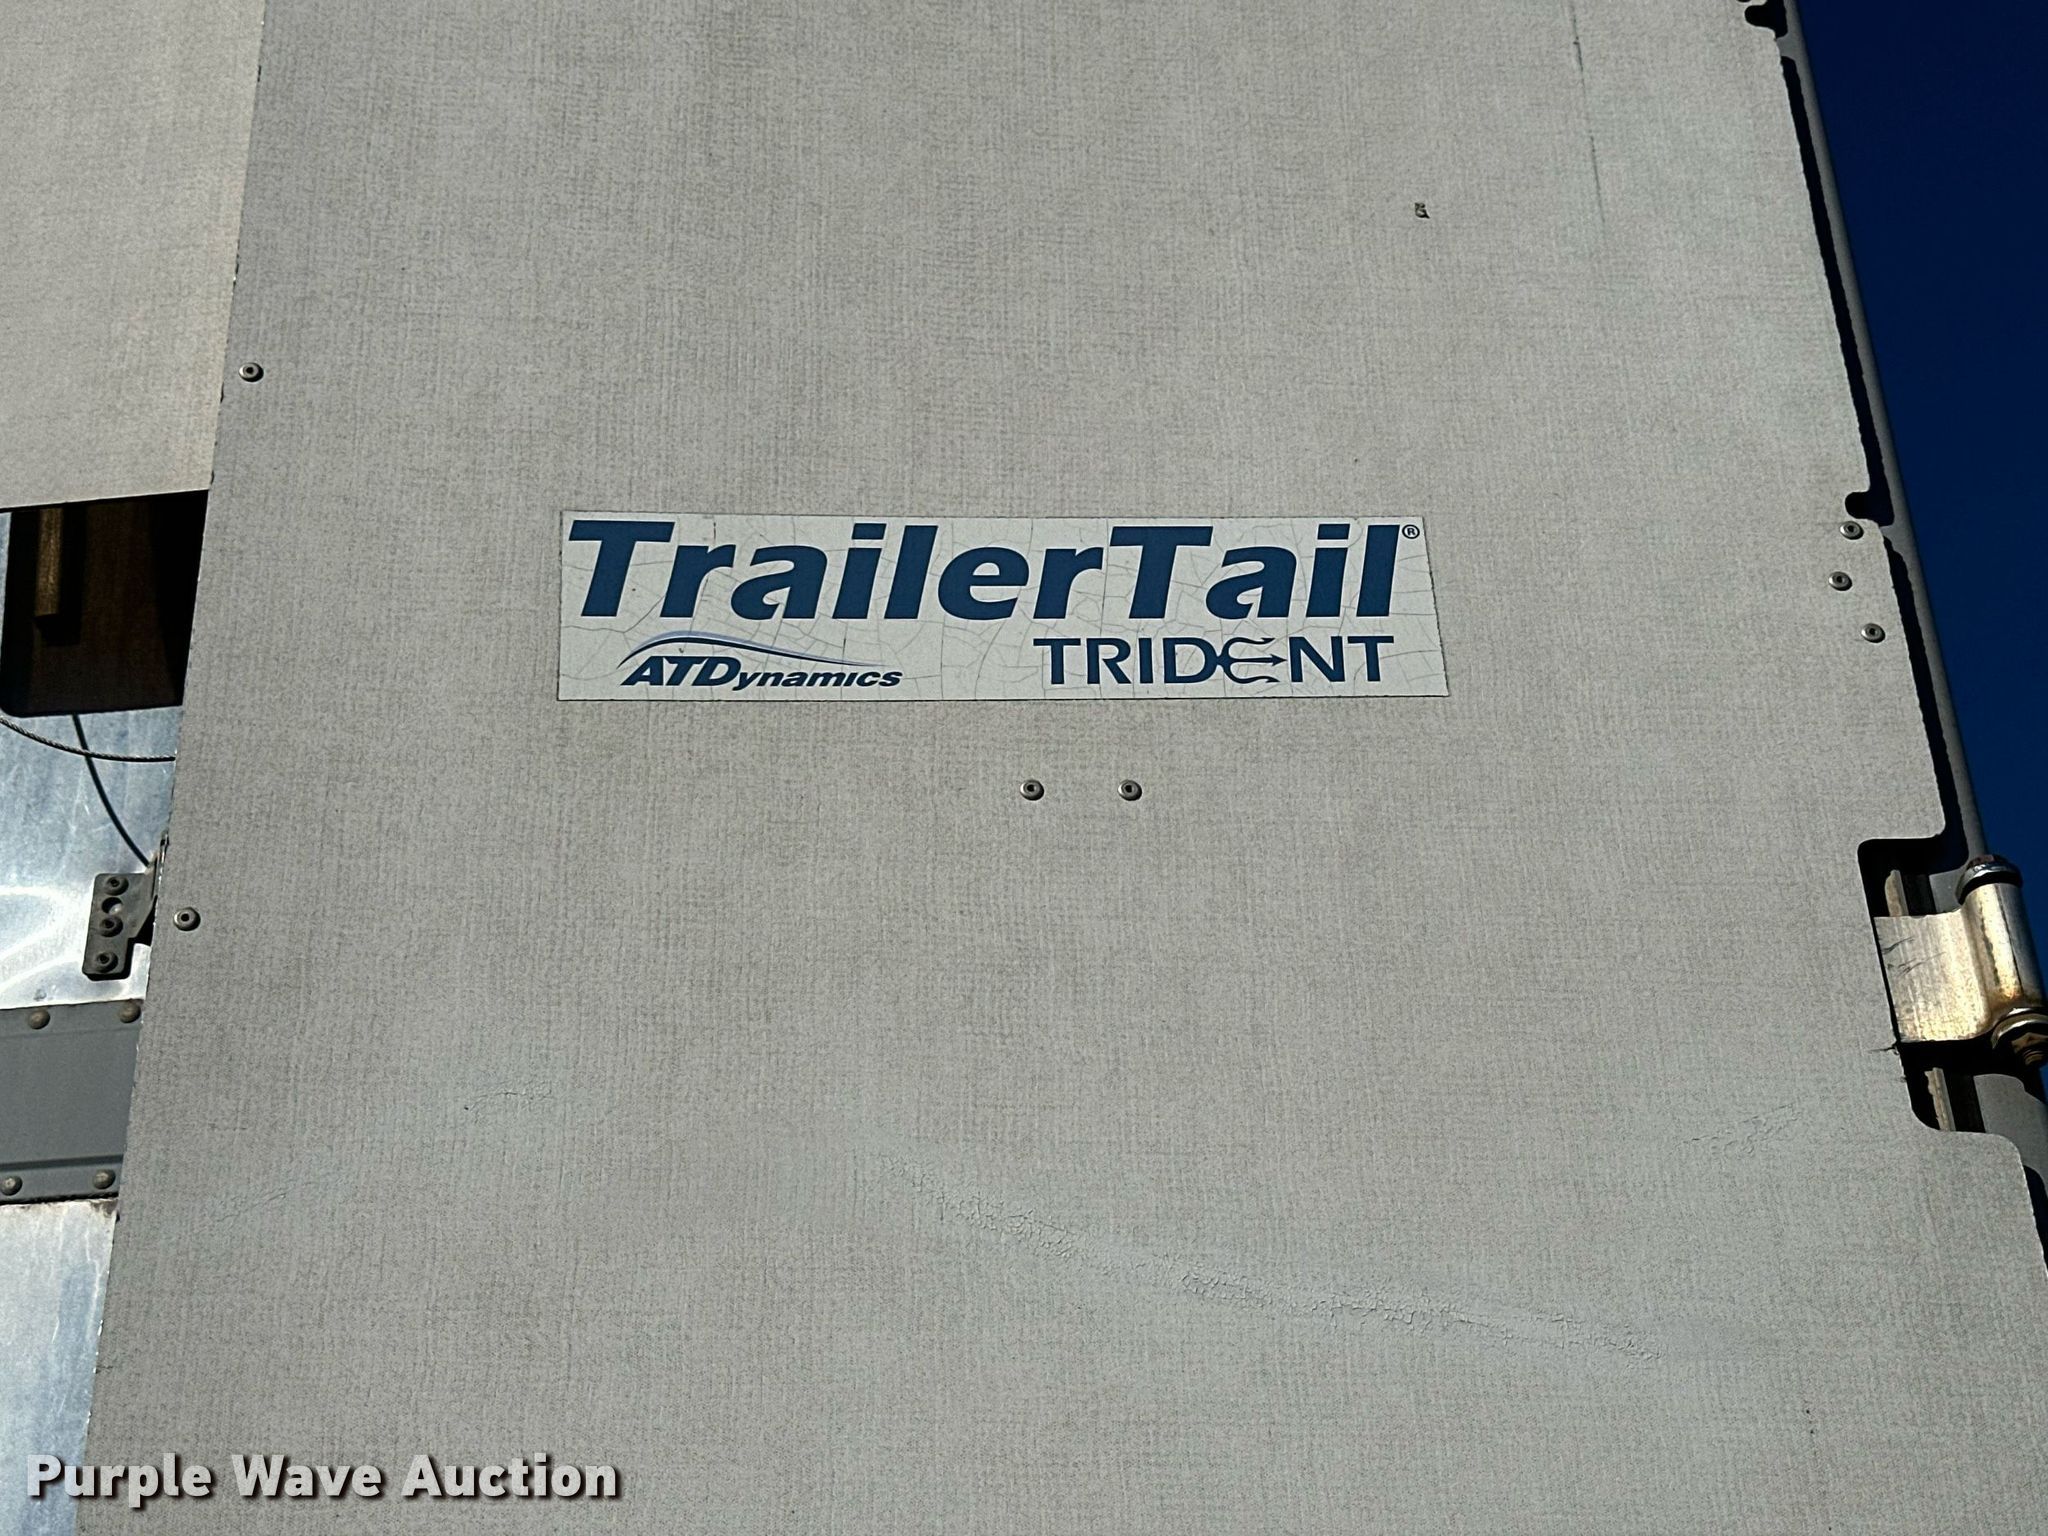 TrailerTail®
ATDynamics
TRIDENT
Purple Wave Auction